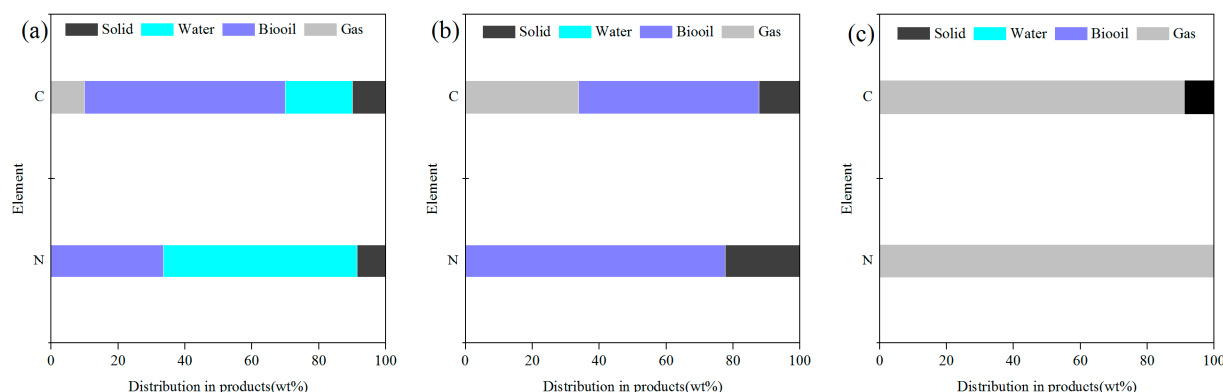 (a)
Solid Water Biooil Gas
C
Element
N
0 20 40 60 80 100
Distribution in products(wt%)
(b)
Solid Water Biooil Gas
C
Element
N
0 20 40 60 80 100
Distribution in products(wt%)
(c)
Solid Water Biooil Gas
C
Element
N
0 20 40 60 80 100
Distribution in products(wt%)